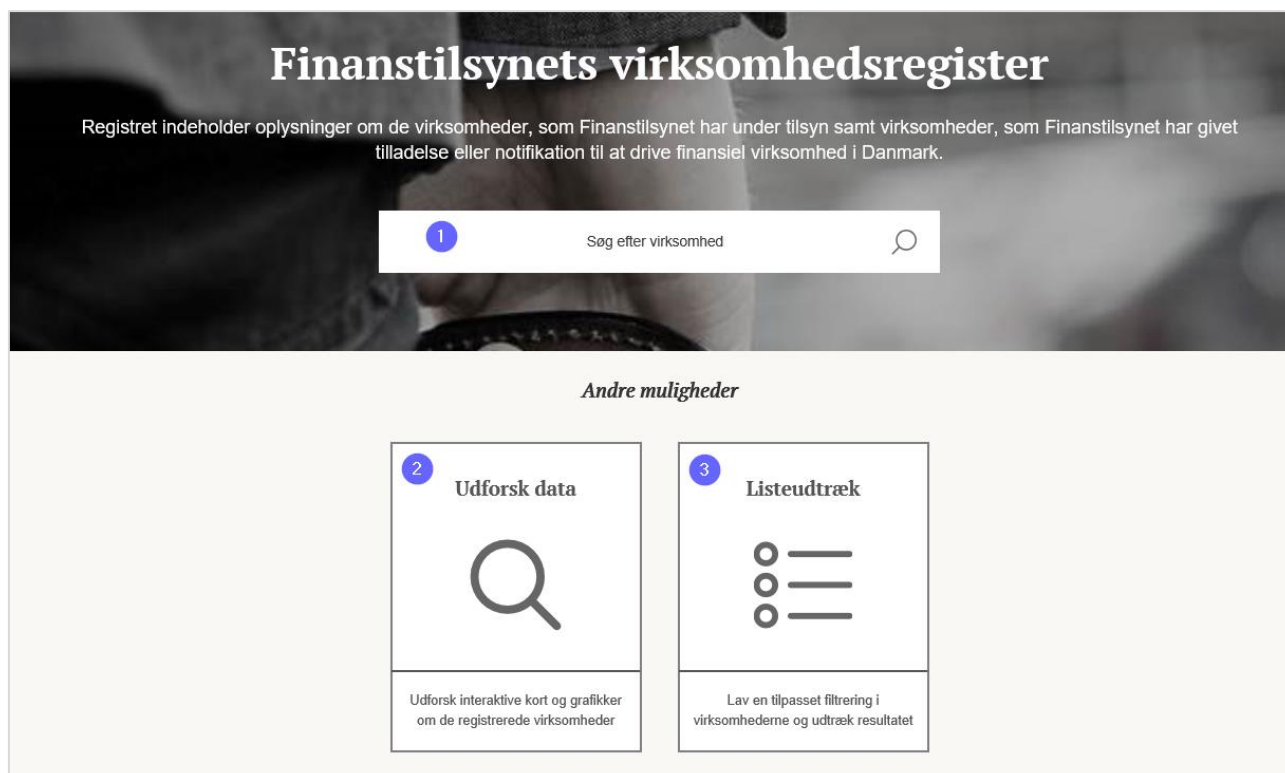 Finanstilsynets virksomhedsregister
Registret indeholder oplysninger om de virksomheder, som Finanstilsynet har under tilsyn samt virksomheder, som Finanstilsynet har givet
tilladelse eller notifikation til at drive finansiel virksomhed i Danmark.
1 Søg efter virksomhed
Andre muligheder
2
Udforsk data
Udforsk interaktive kort og grafikker
om de registrerede virksomheder
3
Listeudtræk
Lav en tilpasset filtrering i
virksomhederne og udtræk resultatet